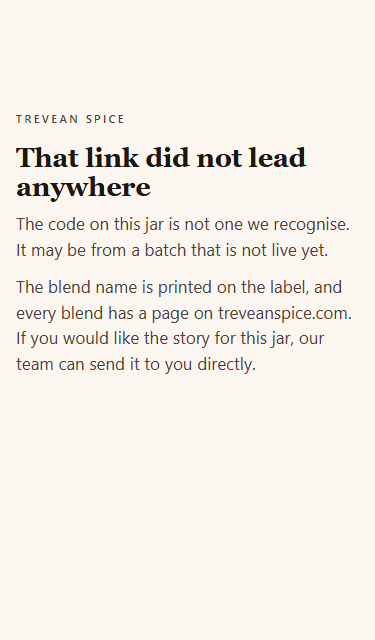 TREVEAN SPICE
That link did not lead
anywhere
The code on this jar is not one we recognise.
It may be from a batch that is not live yet.
The blend name is printed on the label, and
every blend has a page on treveanspice.com.
If you would like the story for this jar, our
team can send it to you directly.